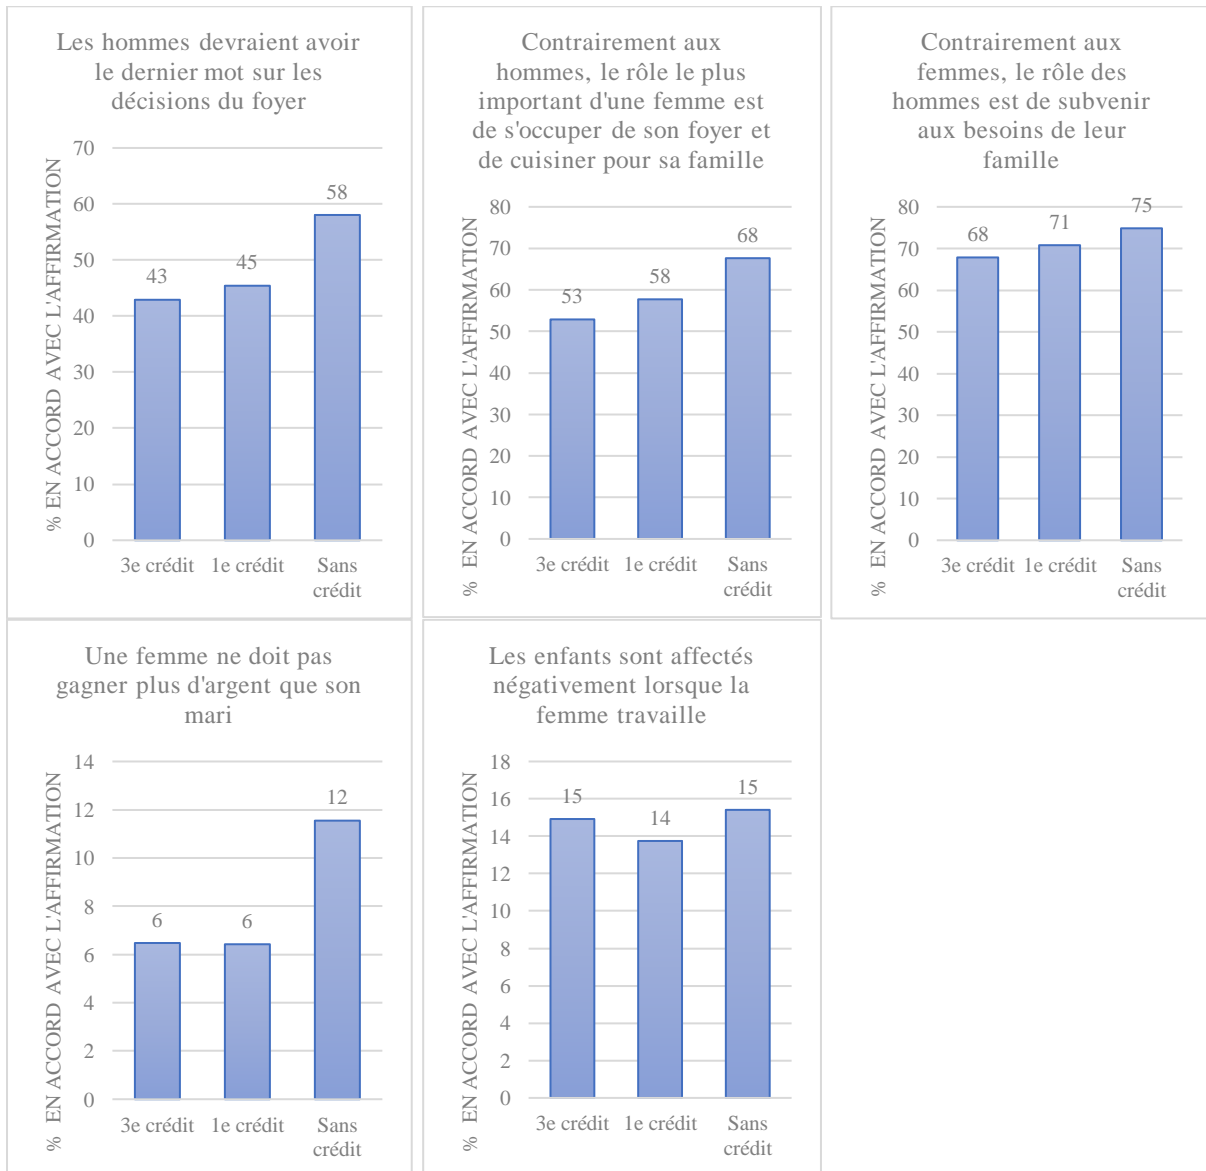 Les hommes devraient avoir
le dernier mot sur les
décisions du foyer
% EN ACCORD AVEC L'AFFIRMATION
70
60
50
40
30
20
10
0
43
45
58
3e crédit
1e crédit
Sans
crédit
Contrairement aux
hommes, le rôle le plus
important d'une femme est
de s'occuper de son foyer et
de cuisiner pour sa famille
% EN ACCORD AVEC L'AFFIRMATION
80
70
60
50
40
30
20
10
0
53
58
68
3e crédit
1e crédit
Sans
crédit
Contrairement aux
femmes, le rôle des
hommes est de subvenir
aux besoins de leur
famille
% EN ACCORD AVEC L'AFFIRMATION
80
70
60
50
40
30
20
10
0
68
71
75
3e crédit
1e crédit
Sans
crédit
Une femme ne doit pas
gagner plus d'argent que son
mari
% EN ACCORD AVEC L'AFFIRMATION
14
12
10
8
6
4
2
0
6
6
12
3e crédit
1e crédit
Sans
crédit
Les enfants sont affectés
négativement lorsque la
femme travaille
% EN ACCORD AVEC L'AFFIRMATION
18
16
14
12
10
8
6
4
2
0
15
14
15
3e crédit
1e crédit
Sans
crédit